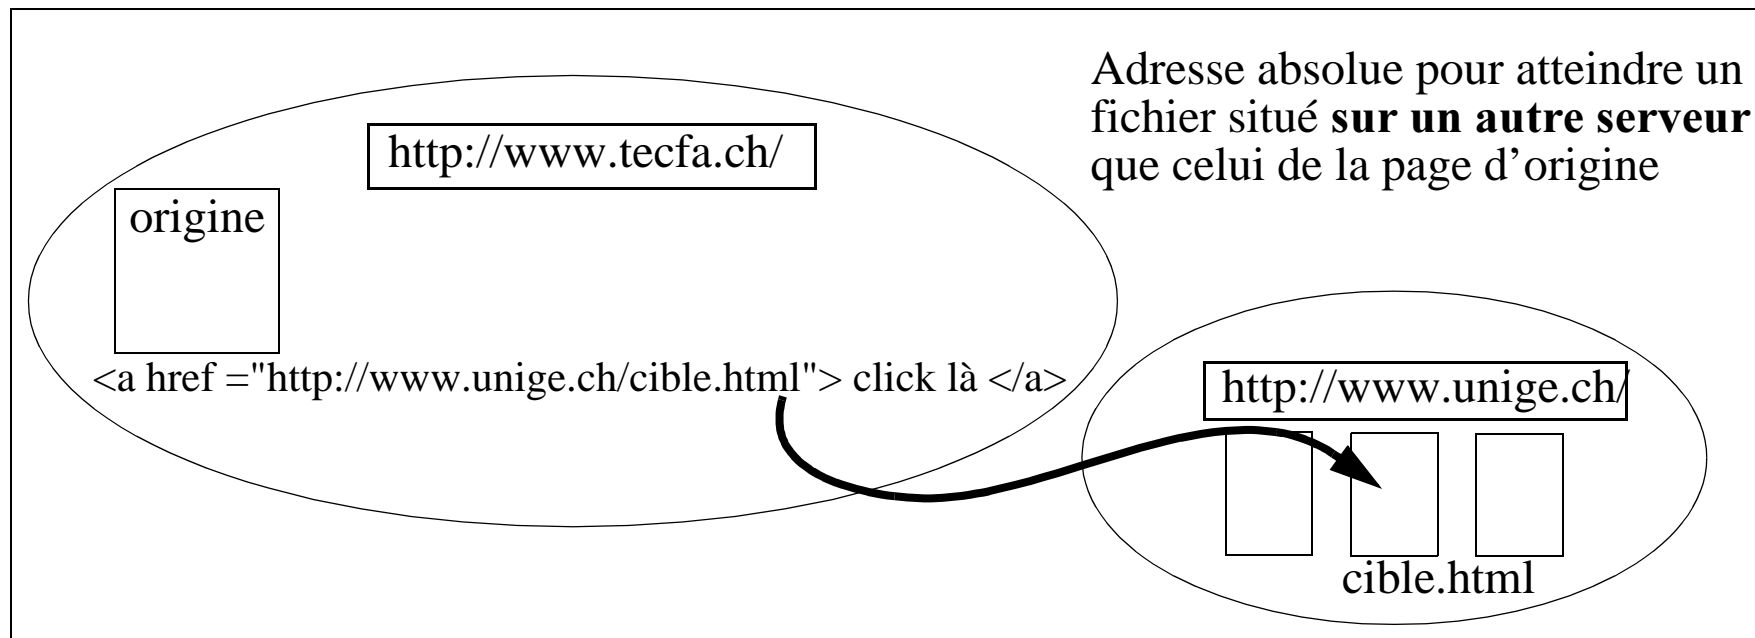 Adresse absolue pour atteindre un
fichier situé sur un autre serveur
que celui de la page d’origine
http://www.tecfa.ch/
origine
<a href ="http://www.unige.ch/cible.html"> click là </a>
http://www.unige.ch/
cible.html